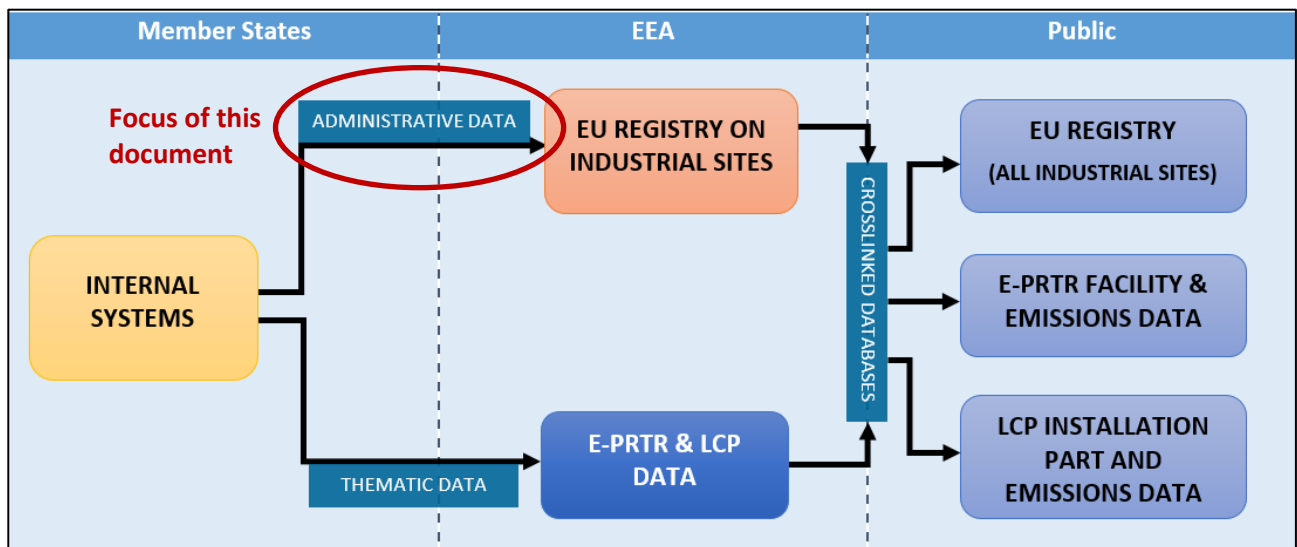 Member States
EEA
Public
Focus of this
document
ADMINISTRATIVE DATA
EU REGISTRY ON
INDUSTRIAL SITES
INTERNAL
SYSTEMS
THEMATIC DATA
E-PRTR & LCP
DATA
CROSSLINKED DATABASES
EU REGISTRY
(ALL INDUSTRIAL SITES)
E-PRTR FACILITY &
EMISSIONS DATA
LCP INSTALLATION
PART AND
EMISSIONS DATA